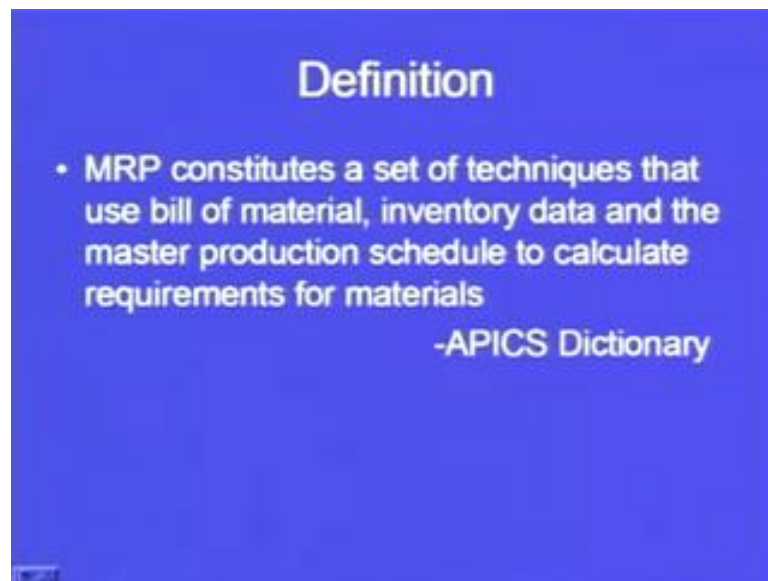 Definition
• MRP constitutes a set of techniques that
use bill of material, inventory data and the
master production schedule to calculate
requirements for materials
-APICS Dictionary